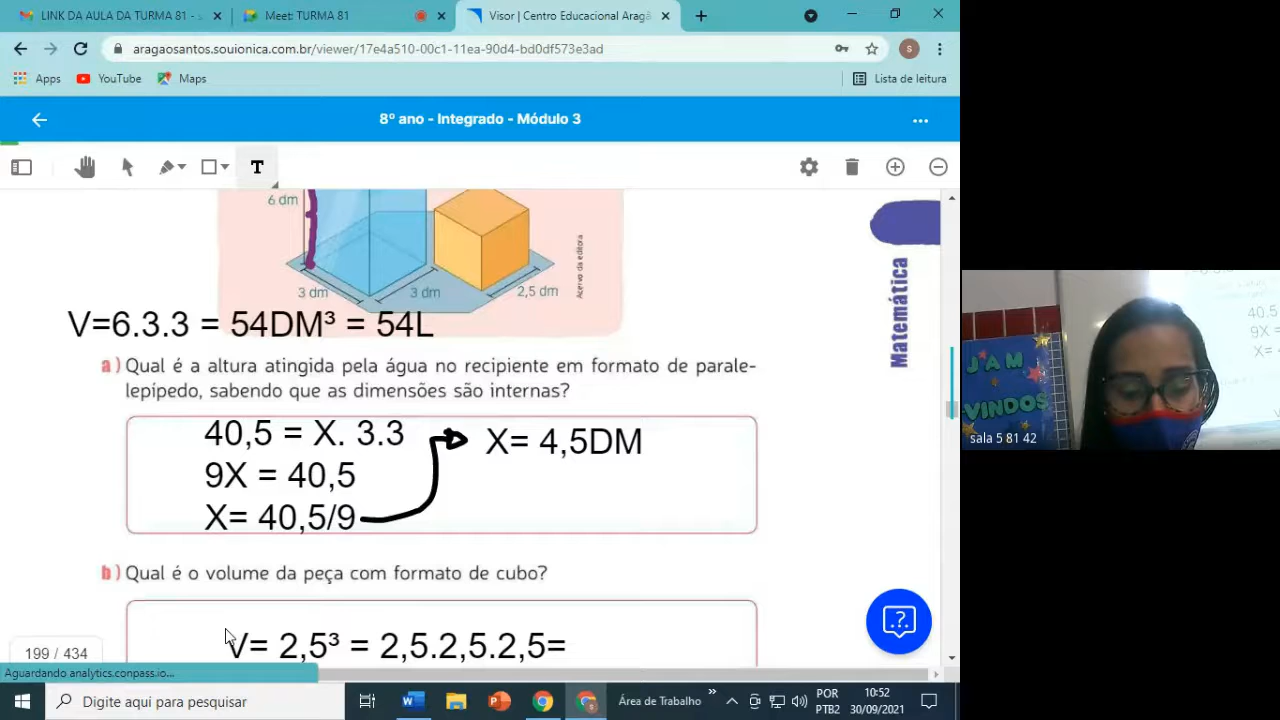 LINK DA AULA DA TURMA 81 - s
Meet: TURMA 81
Visor | Centro Educacional Aragã
aragaosantos.souionica.com.br/viewer/17e4a510-00c1-11ea-90d4-bd0df573e3ad
S
Apps
YouTube
Maps
Lista de leitura
8º ano - Integrado - Módulo 3
T
6 dm
3 dm
3 dm
2,5 dm
Acervo da editora
Matemática
V=6.3.3 = 54DM³ = 54L
a) Qual é a altura atingida pela água no recipiente em formato de parale-
lepípedo, sabendo que as dimensões são internas?
40,5 = X. 3.3
9X = 40,5
X= 40,5/9
X= 4,5DM
b) Qual é o volume da peça com formato de cubo?
V= 2,5³ = 2,5.2,5.2,5=
199 / 434
Aguardando analytics.conpass.io...
Digite aqui para pesquisar
Área de Trabalho
POR
PTB2
10:52
30/09/2021
JAM
VINDOS
sala 5 81 42
40,5
9X =
X=